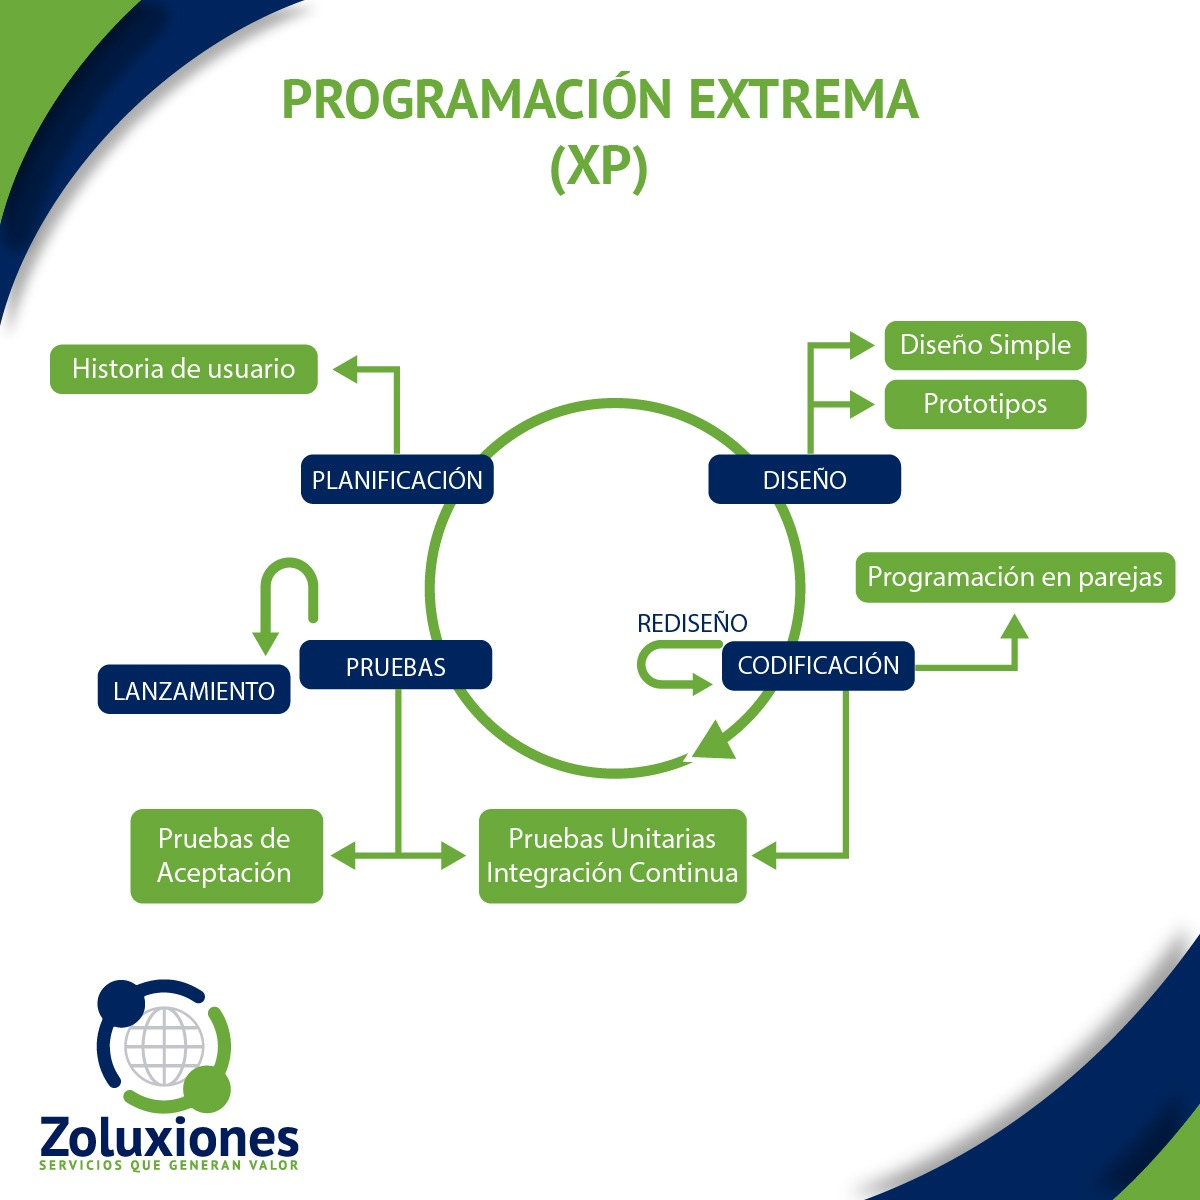 PROGRAMACIÓN EXTREMA
(XP)
Historia de usuario
Diseño Simple
Prototipos
PLANIFICACIÓN
DISEÑO
Programación en parejas
REDISEÑO
CODIFICACIÓN
PRUEBAS
LANZAMIENTO
Pruebas de
Aceptación
Pruebas Unitarias
Integración Continua
Zoluxiones
SERVICIOS QUE GENERAN VALOR